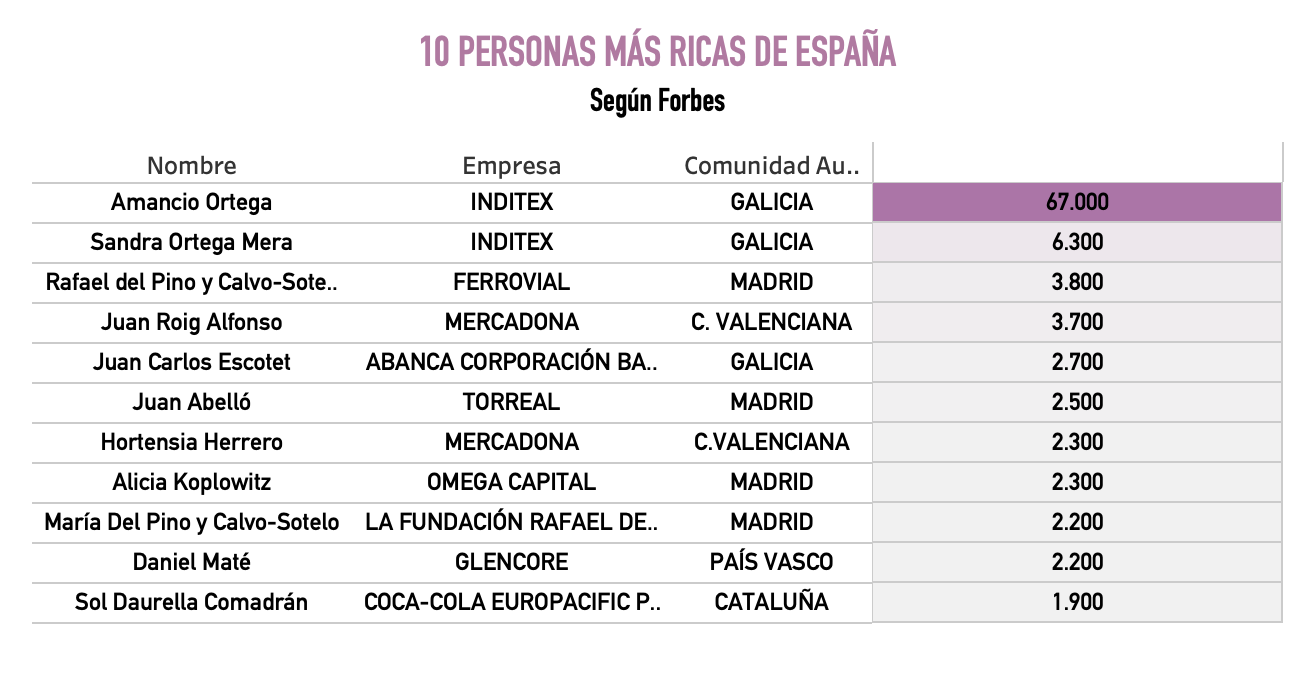 10 PERSONAS MÁS RICAS DE ESPAÑA
Según Forbes
Nombre Empresa Comunidad Au..
Amancio Ortega INDITEX GALICIA 67.000
Sandra Ortega Mera INDITEX GALICIA 6.300
Rafael del Pino y Calvo-Sote.. FERROVIAL MADRID 3.800
Juan Roig Alfonso MERCADONA C. VALENCIANA 3.700
Juan Carlos Escotet ABANCA CORPORACIÓN BA.. GALICIA 2.700
Juan Abelló TORREAL MADRID 2.500
Hortensia Herrero MERCADONA C.VALENCIANA 2.300
Alicia Koplowitz OMEGA CAPITAL MADRID 2.300
María Del Pino y Calvo-Sotelo LA FUNDACIÓN RAFAEL DE.. MADRID 2.200
Daniel Maté GLENCORE PAÍS VASCO 2.200
Sol Daurella Comadrán COCA-COLA EUROPACIFIC P.. CATALUÑA 1.900